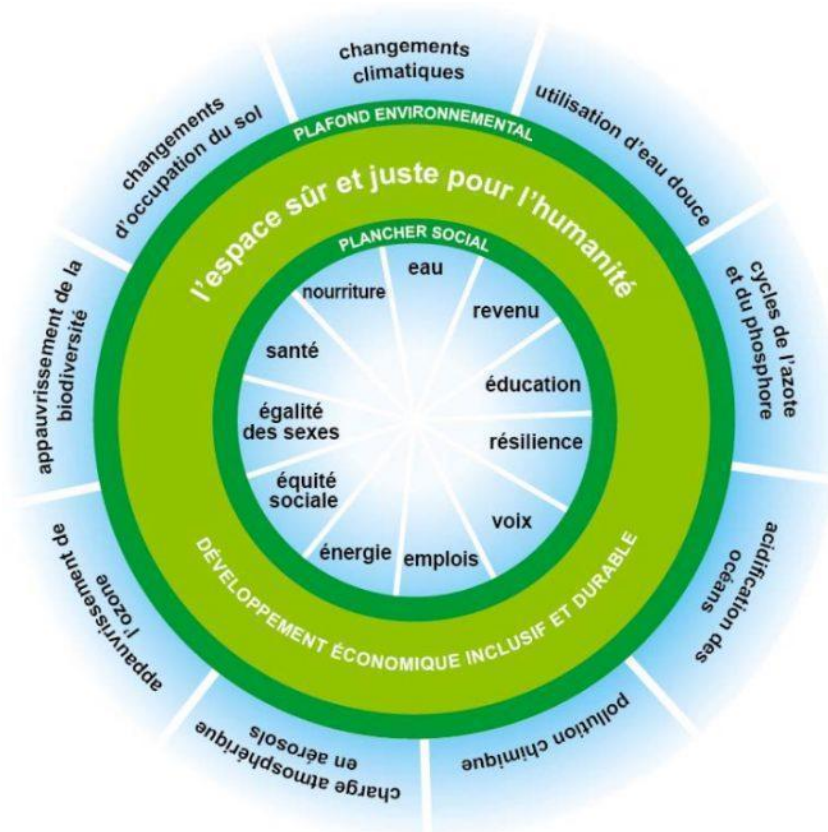 changements
climatiques
utilisation d'eau douce
cycles de l'azote
et du phosphore
acidification des
océans
pollution chimique
charge atmosphérique
en aérosols
appauvrissement de
l'ozone
appauvrissement de la
biodiversité
changements
d'occupation du sol
PLAFOND ENVIRONNEMENTAL
l'espace sûr et juste pour l'humanité
PLANCHER SOCIAL
eau
revenu
éducation
résilience
voix
emplois
énergie
équité
sociale
égalité
des sexes
santé
nourriture
DÉVELOPPEMENT ÉCONOMIQUE INCLUSIF ET DURABLE